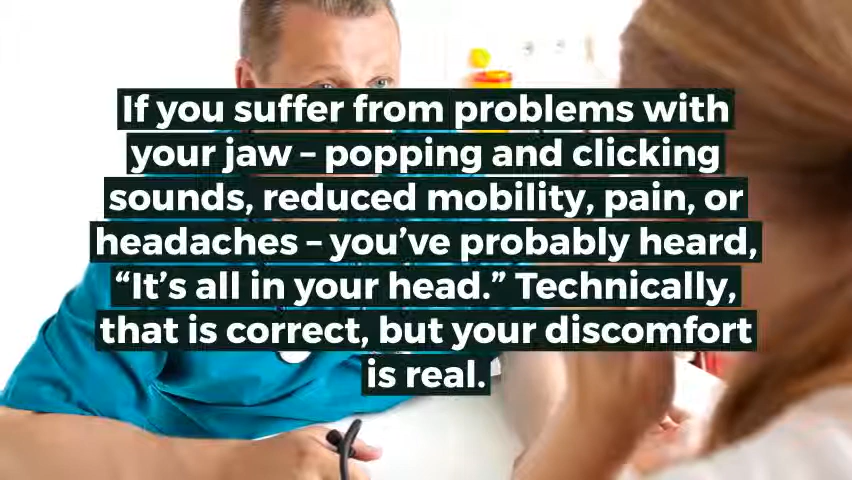 If you suffer from problems with
your jaw – popping and clicking
sounds, reduced mobility, pain, or
headaches – you’ve probably heard,
“It’s all in your head.” Technically,
that is correct, but your discomfort
is real.